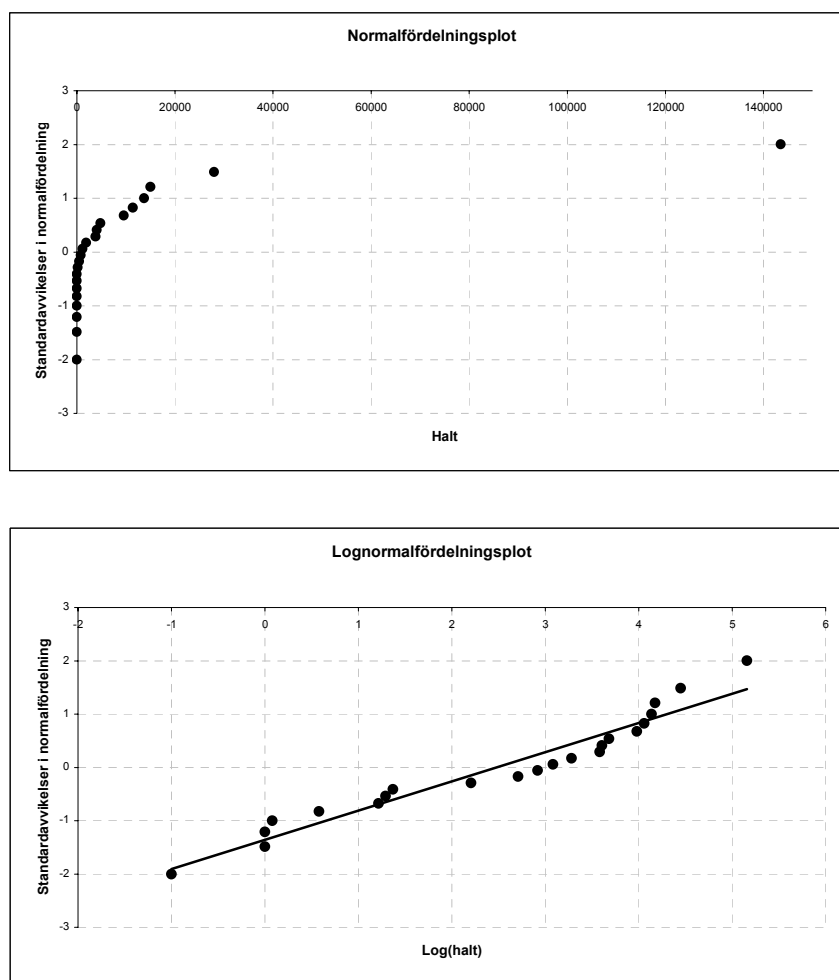 Normalfördelningsplot
3
0 20000 40000 60000 80000 100000 120000 140000
2
1
0
-1
-2
-3
Standardavvikelser i normalfördelning
Halt
Lognormalfördelningsplot
3
-2 -1 0 1 2 3 4 5 6
2
1
0
-1
-2
-3
Standardavvikelser i normalfördelning
Log(halt)